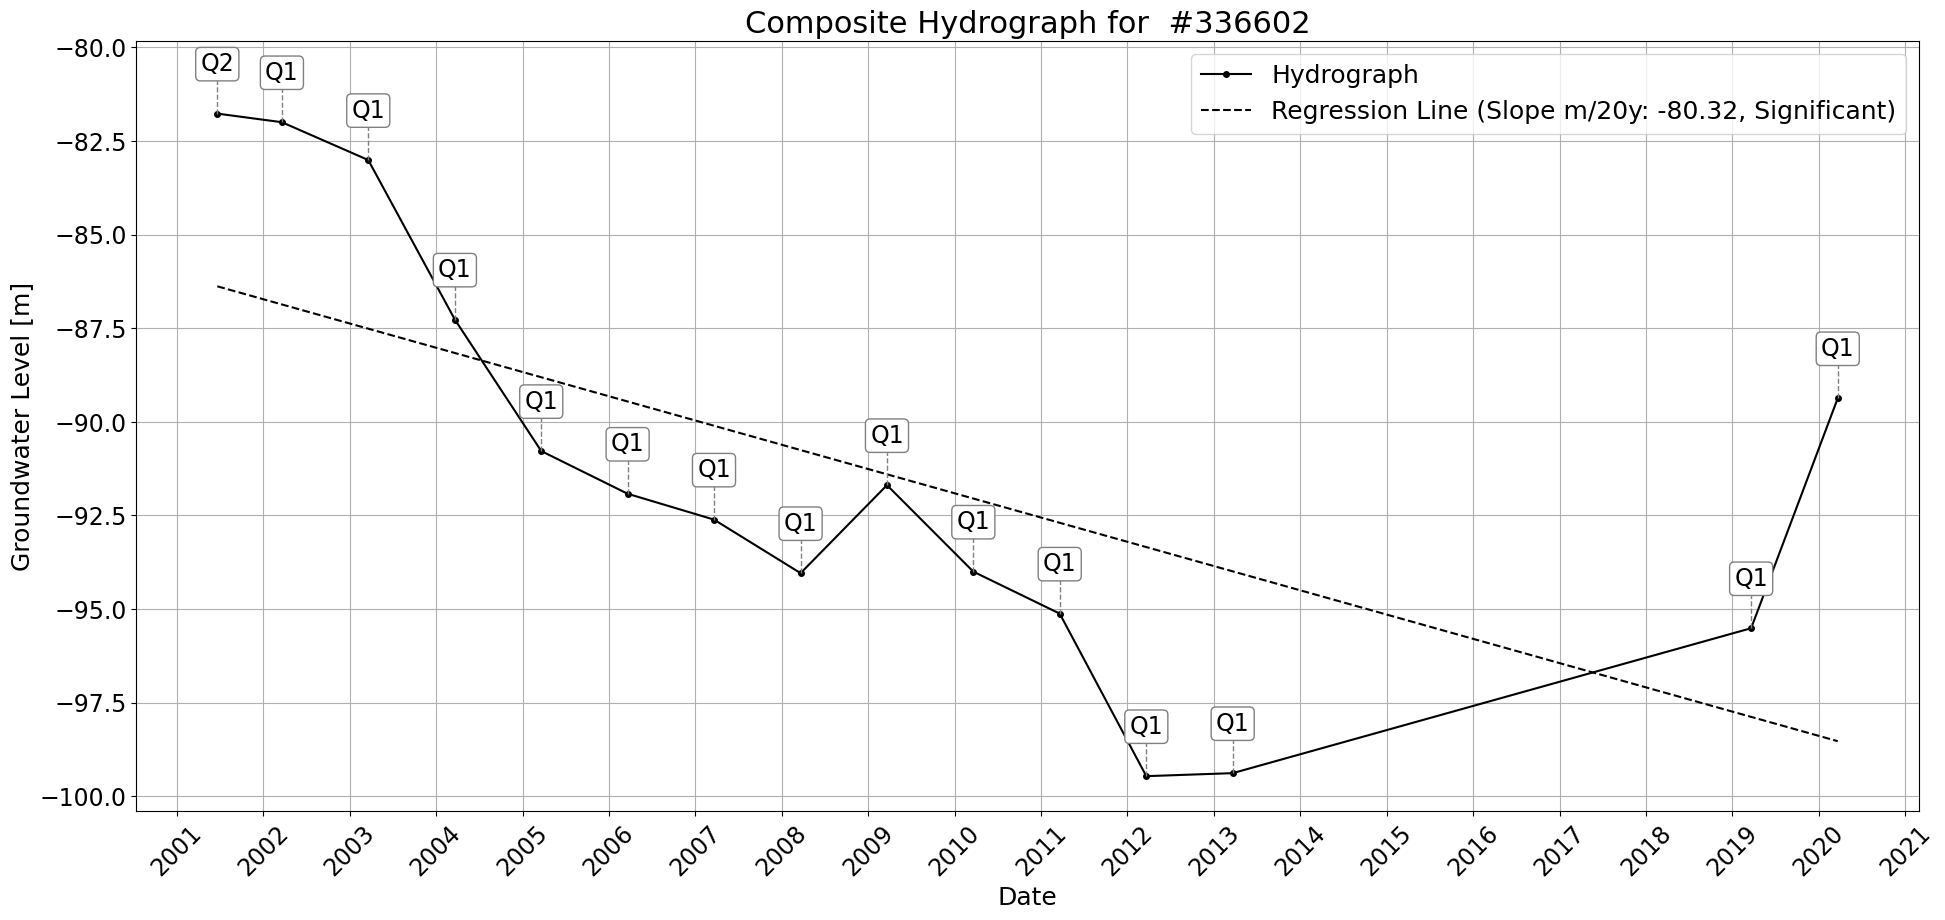 Composite Hydrograph for  #336602
Hydrograph
Regression Line (Slope m/20y: -80.32, Significant)
Groundwater Level [m]
−80.0
−82.5
−85.0
−87.5
−90.0
−92.5
−95.0
−97.5
−100.0
Q2
Q1
Q1
Q1
Q1
Q1
Q1
Q1
Q1
Q1
Q1
Q1
Q1
Q1
Q1
2001
2002
2003
2004
2005
2006
2007
2008
2009
2010
2011
2012
2013
2014
2015
2016
2017
2018
2019
2020
2021
Date